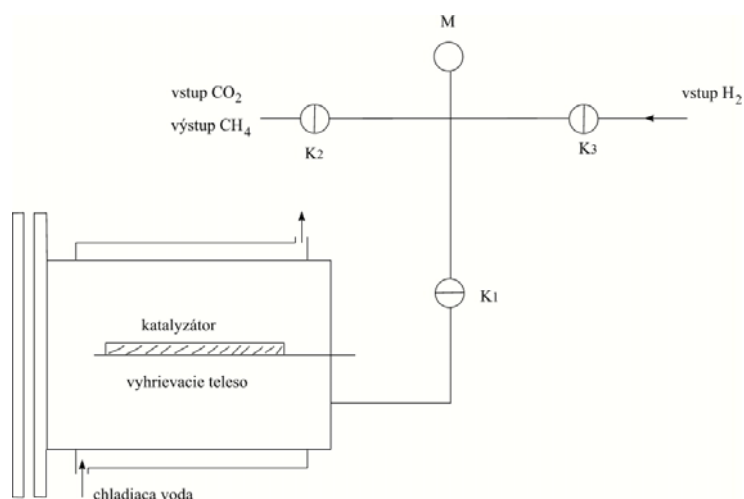 M
vstup CO2
výstup CH4
K2
K3
vstup H2
K1
katalyzátor
vyhrievacie teleso
chladiaca voda